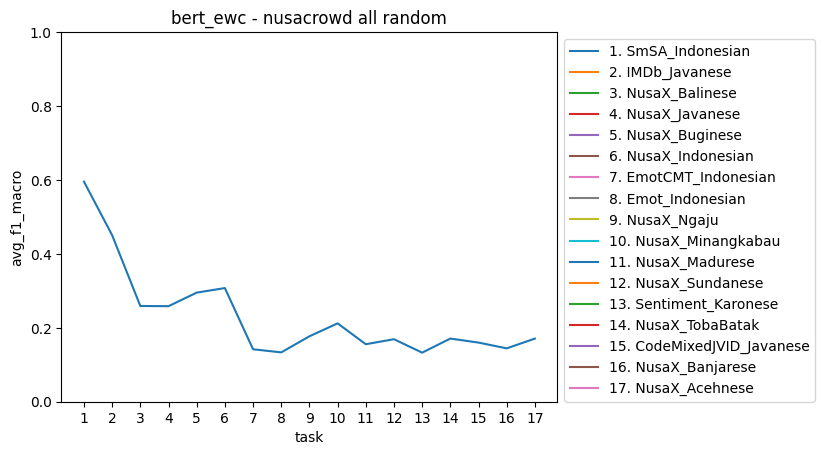 bert_ewc - nusacrowd all random
1.0
0.8
0.6
0.4
0.2
0.0
avg_f1_macro
1 2 3 4 5 6 7 8 9 10 11 12 13 14 15 16 17
task
1. SmSA_Indonesian
2. IMDb_Javanese
3. NusaX_Balinese
4. NusaX_Javanese
5. NusaX_Buginese
6. NusaX_Indonesian
7. EmotCMT_Indonesian
8. Emot_Indonesian
9. NusaX_Ngaju
10. NusaX_Minangkabau
11. NusaX_Madurese
12. NusaX_Sundanese
13. Sentiment_Karonese
14. NusaX_TobaBatak
15. CodeMixedJVID_Javanese
16. NusaX_Banjarese
17. NusaX_Acehnese